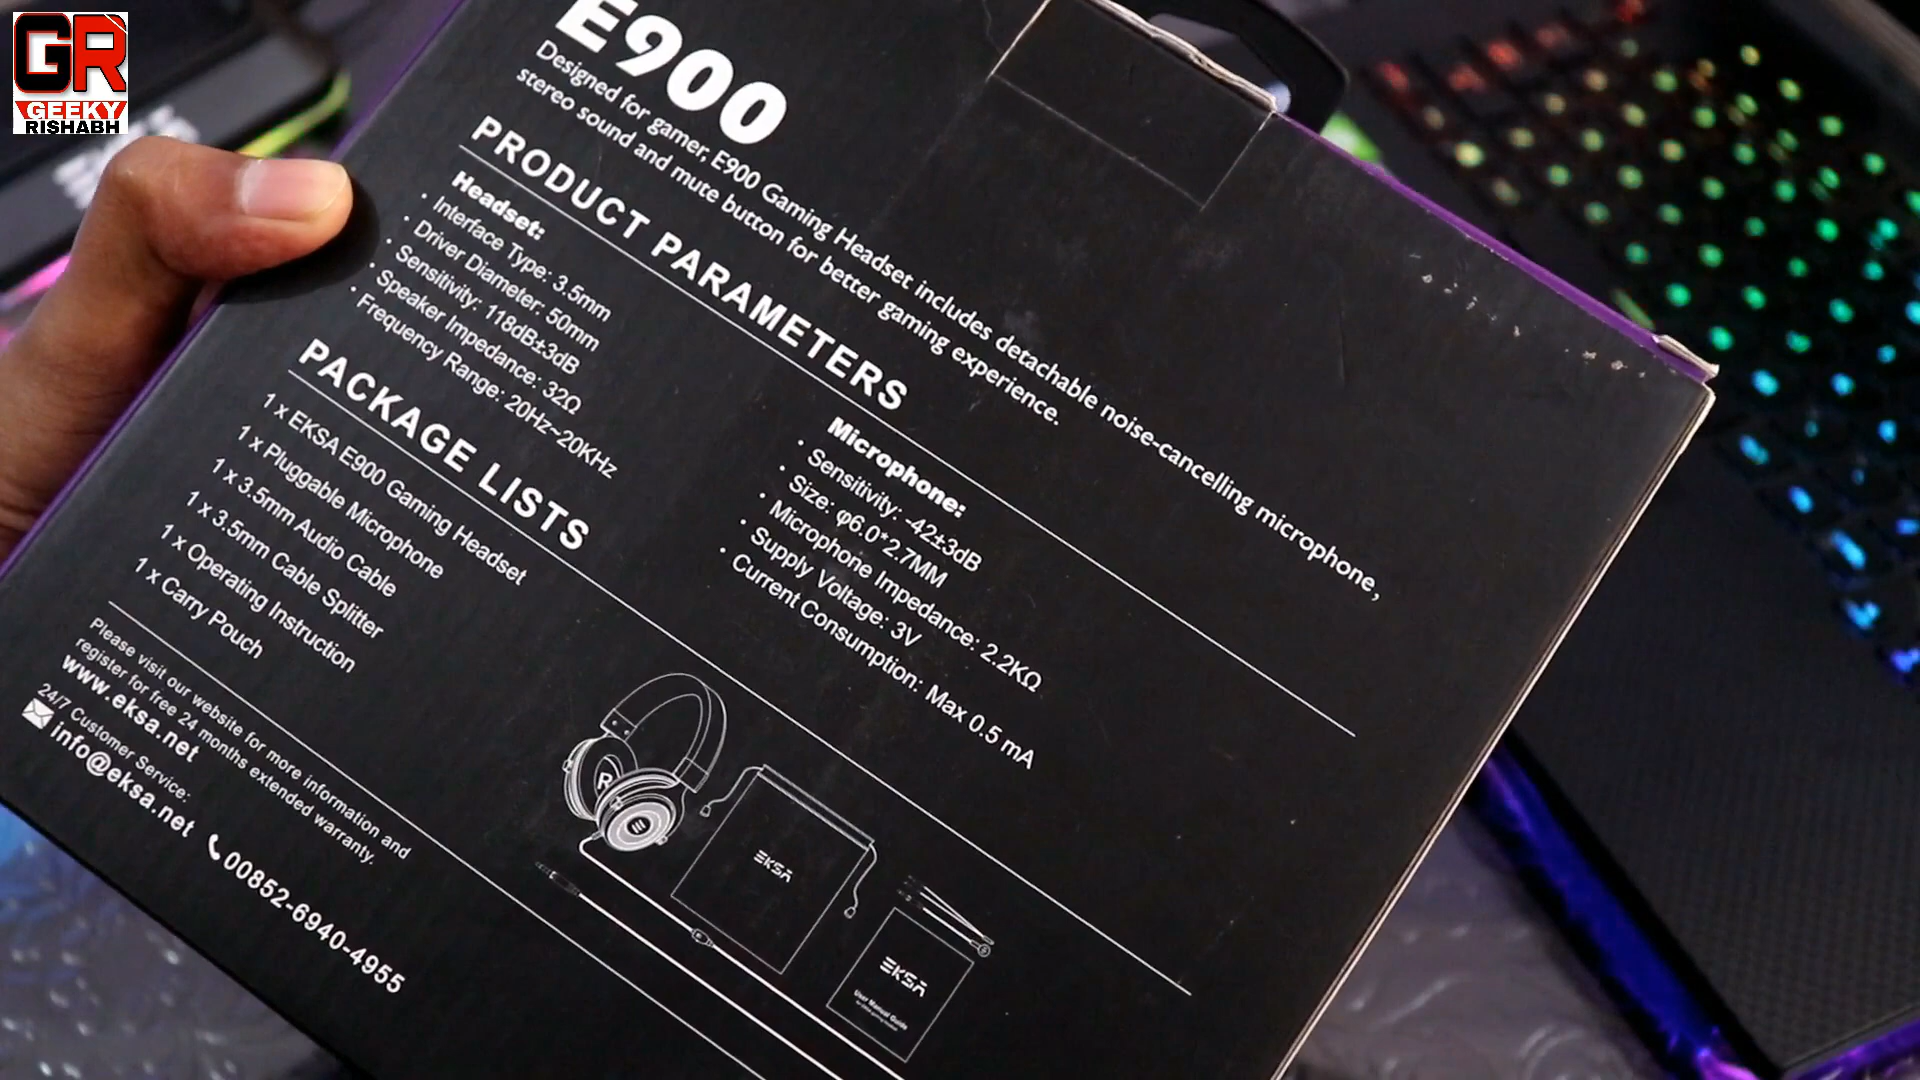 GR
GEEKY
RISHABH
E900
Designed for gamer, E900 Gaming Headset includes detachable noise-cancelling microphone,
stereo sound and mute button for better gaming experience.
PRODUCT PARAMETERS
Headset:
· Interface Type: 3.5mm
· Driver Diameter: 50mm
· Sensitivity: 118dB±3dB
· Speaker Impedance: 32Ω
· Frequency Range: 20Hz~20KHz
Microphone:
· Sensitivity: -42±3dB
· Size: φ6.0*2.7MM
· Microphone Impedance: 2.2KΩ
· Supply Voltage: 3V
· Current Consumption: Max 0.5 mA
PACKAGE LISTS
1 x EKSA E900 Gaming Headset
1 x Pluggable Microphone
1 x 3.5mm Audio Cable
1 x 3.5mm Cable Splitter
1 x Operating Instruction
1 x Carry Pouch
R
EKSA
EKSA
User Manual Guide
Please visit our website for more information and
register for free 24 months extended warranty.
www.eksa.net
24/7 Customer Service:
info@eksa.net 00852-6940-4955